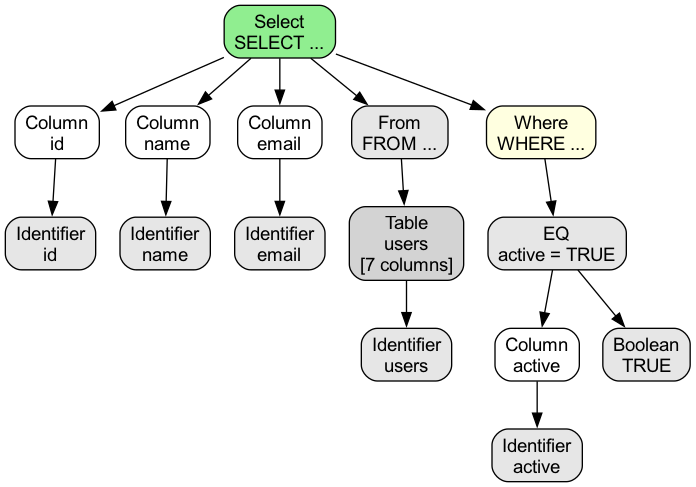 Select
SELECT ...
Column
id
Column
name
Column
email
From
FROM ...
Where
WHERE ...
Identifier
id
Identifier
name
Identifier
email
Table
users
[7 columns]
EQ
active = TRUE
Identifier
users
Column
active
Boolean
TRUE
Identifier
active